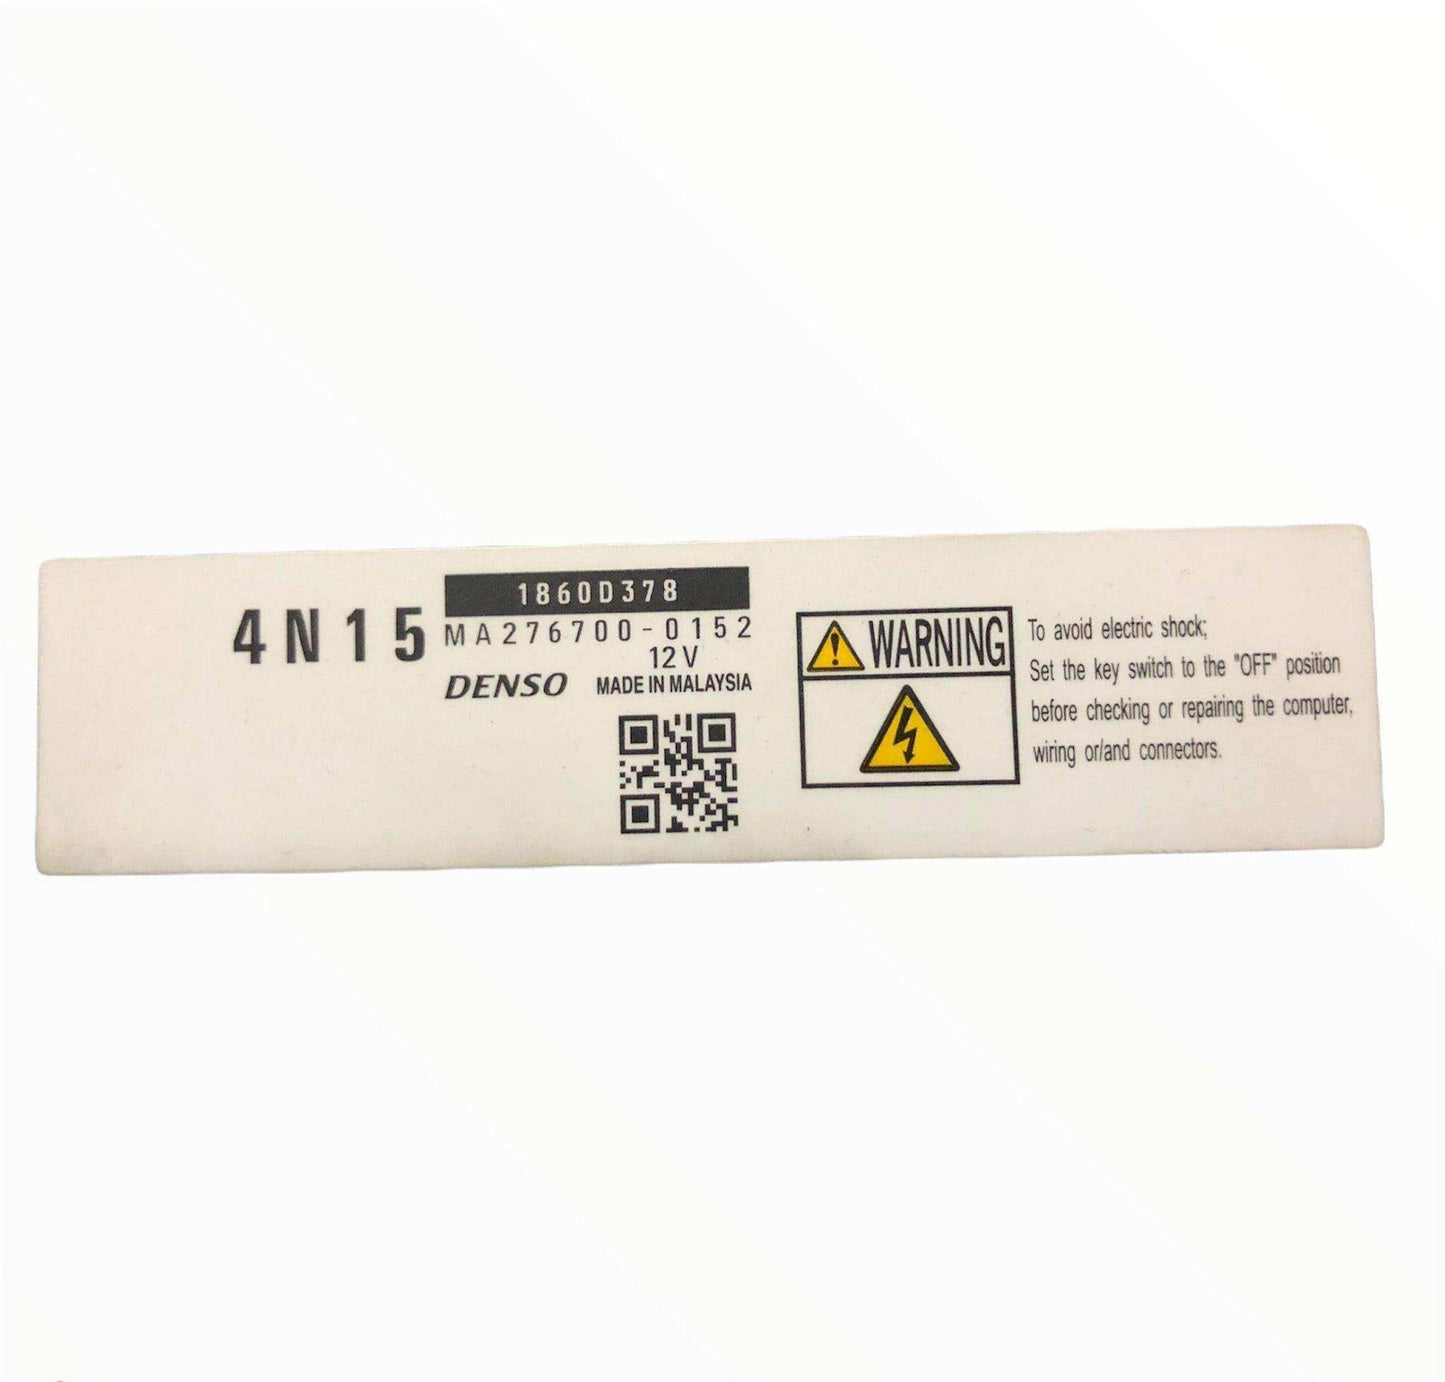 4N15
1860D378
MA276700-0152
12V
DENSO MADE IN MALAYSIA
WARNING
To avoid electric shock;
Set the key switch to the "OFF" position
before checking or repairing the computer,
wiring or/and connectors.